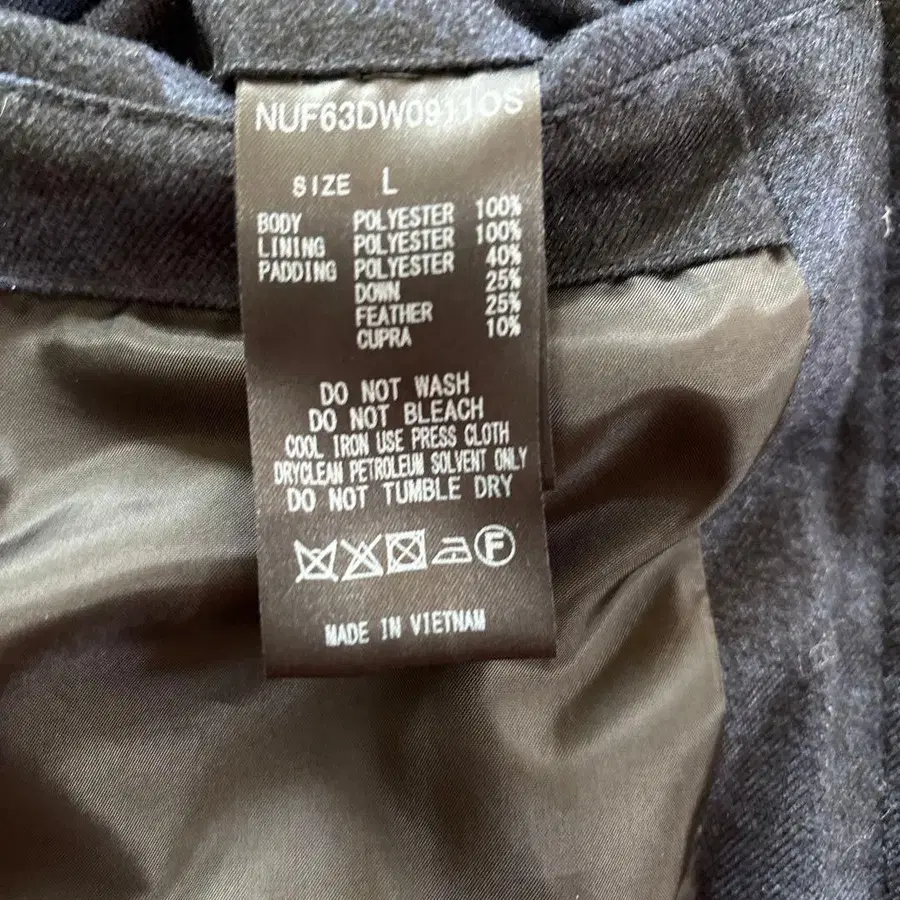 NUF63DW0911OS
SIZE L
BODY POLYESTER 100%
LINING POLYESTER 100%
PADDING POLYESTER 40%
DOWN 25%
FEATHER 25%
CUPRA 10%
DO NOT WASH
DO NOT BLEACH
COOL IRON USE PRESS CLOTH
DRYCLEAN PETROLEUM SOLVENT ONLY
DO NOT TUMBLE DRY
F
MADE IN VIETNAM